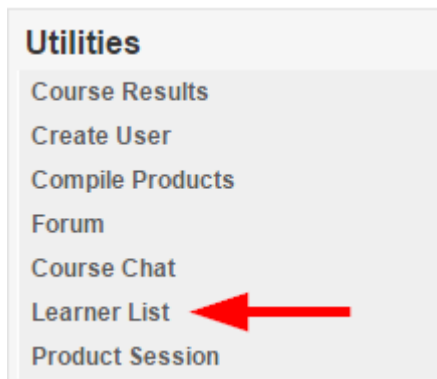 Utilities
Course Results
Create User
Compile Products
Forum
Course Chat
Learner List
Product Session